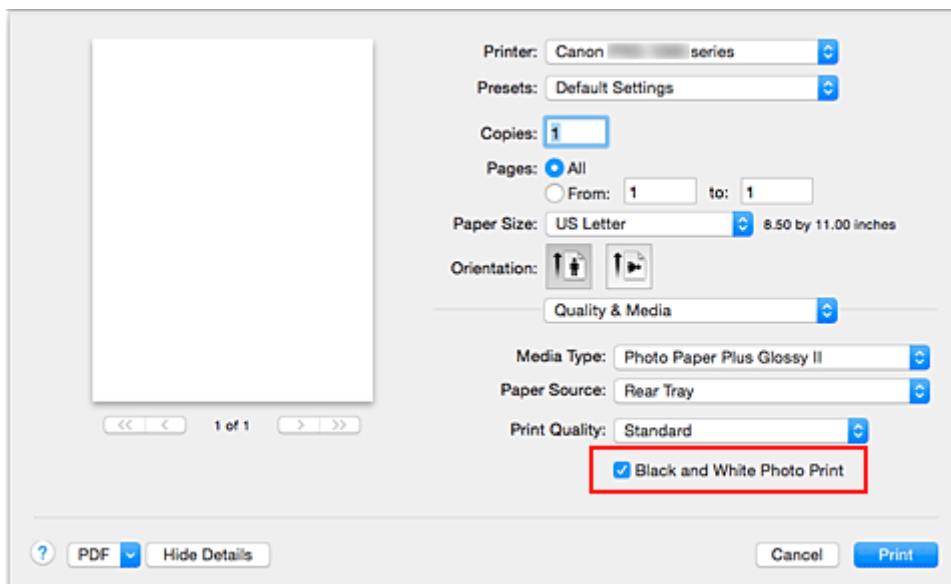 Printer: Canon series
Presets: Default Settings
Copies: 1
Pages: All
From: 1 to: 1
Paper Size: US Letter 8.50 by 11.00 inches
Orientation:
Quality & Media
Media Type: Photo Paper Plus Glossy II
Paper Source: Rear Tray
<< < 1 of 1 > >>
Print Quality: Standard
Black and White Photo Print
? PDF Hide Details Cancel Print